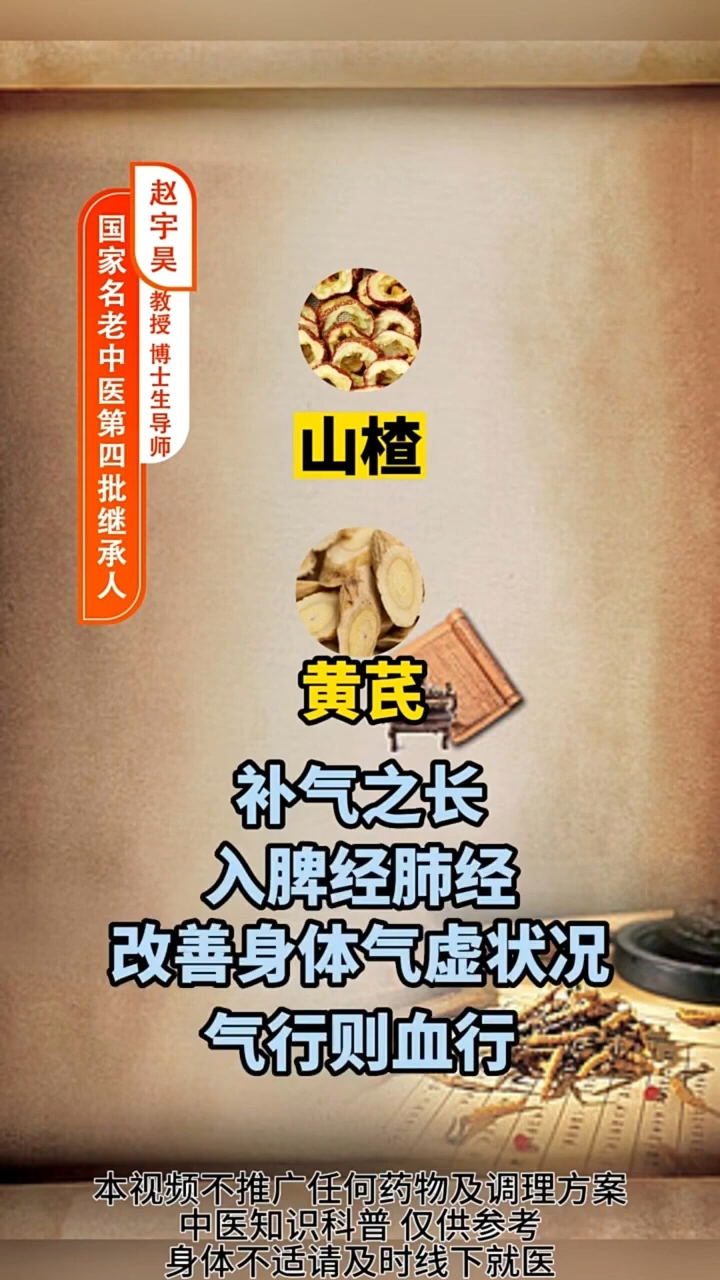 赵宇昊
教授 博士生导师
国家名老中医第四批继承人
山楂
黄芪
补气之长
入脾经肺经
改善身体气虚状况
气行则血行
本视频不推广任何药物及调理方案
中医知识科普 仅供参考
身体不适请及时线下就医